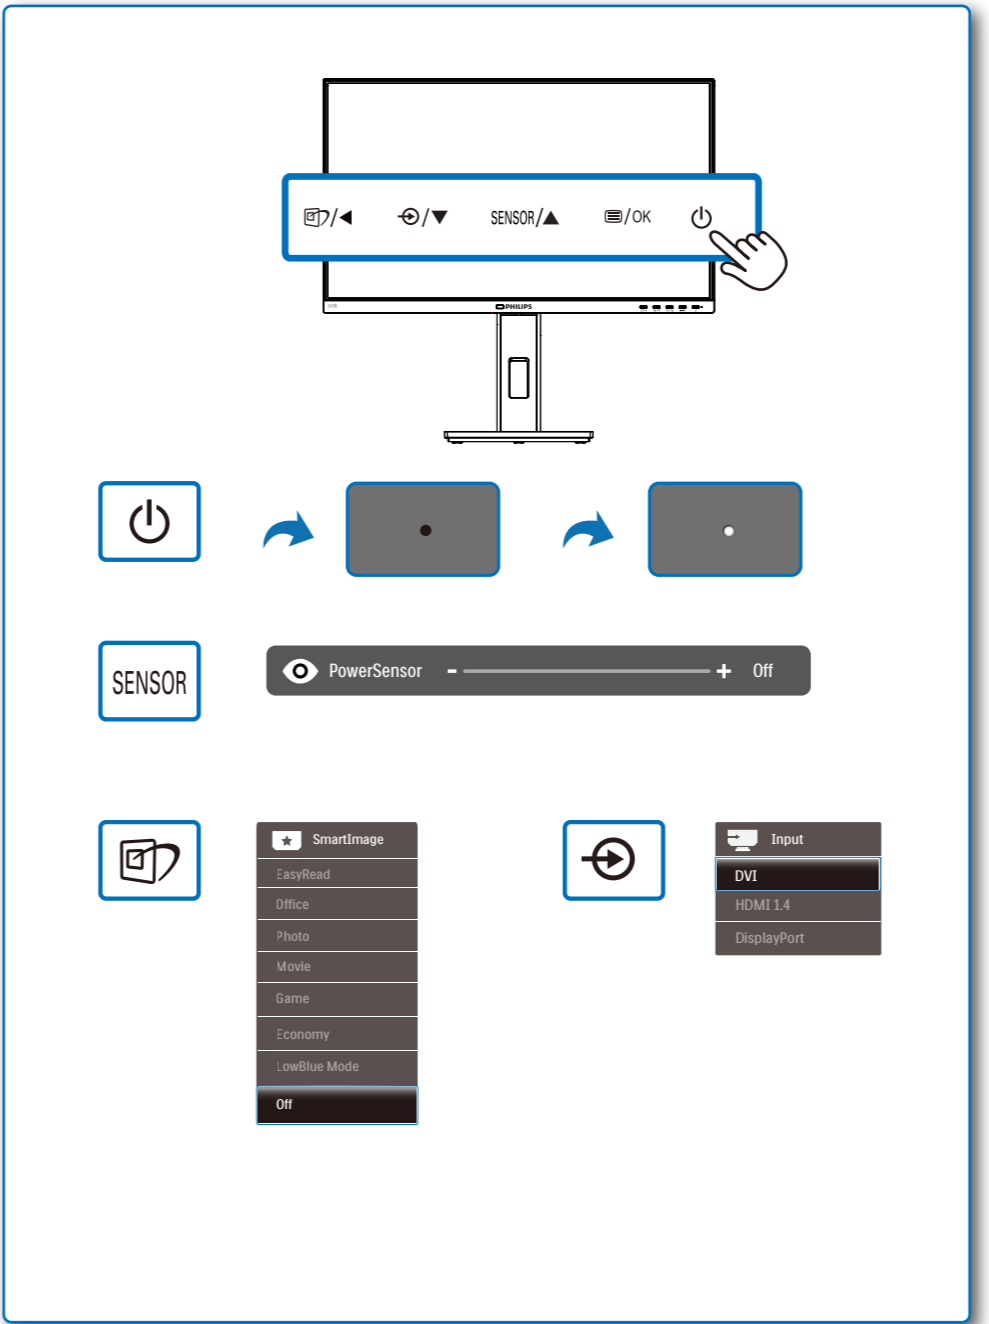 /◀ /▼ SENSOR/▲ /OK
PHILIPS
SENSOR
PowerSensor - + Off
SmartImage
EasyRead
Office
Photo
Movie
Game
Economy
LowBlue Mode
Off
Input
DVI
HDMI 1.4
DisplayPort